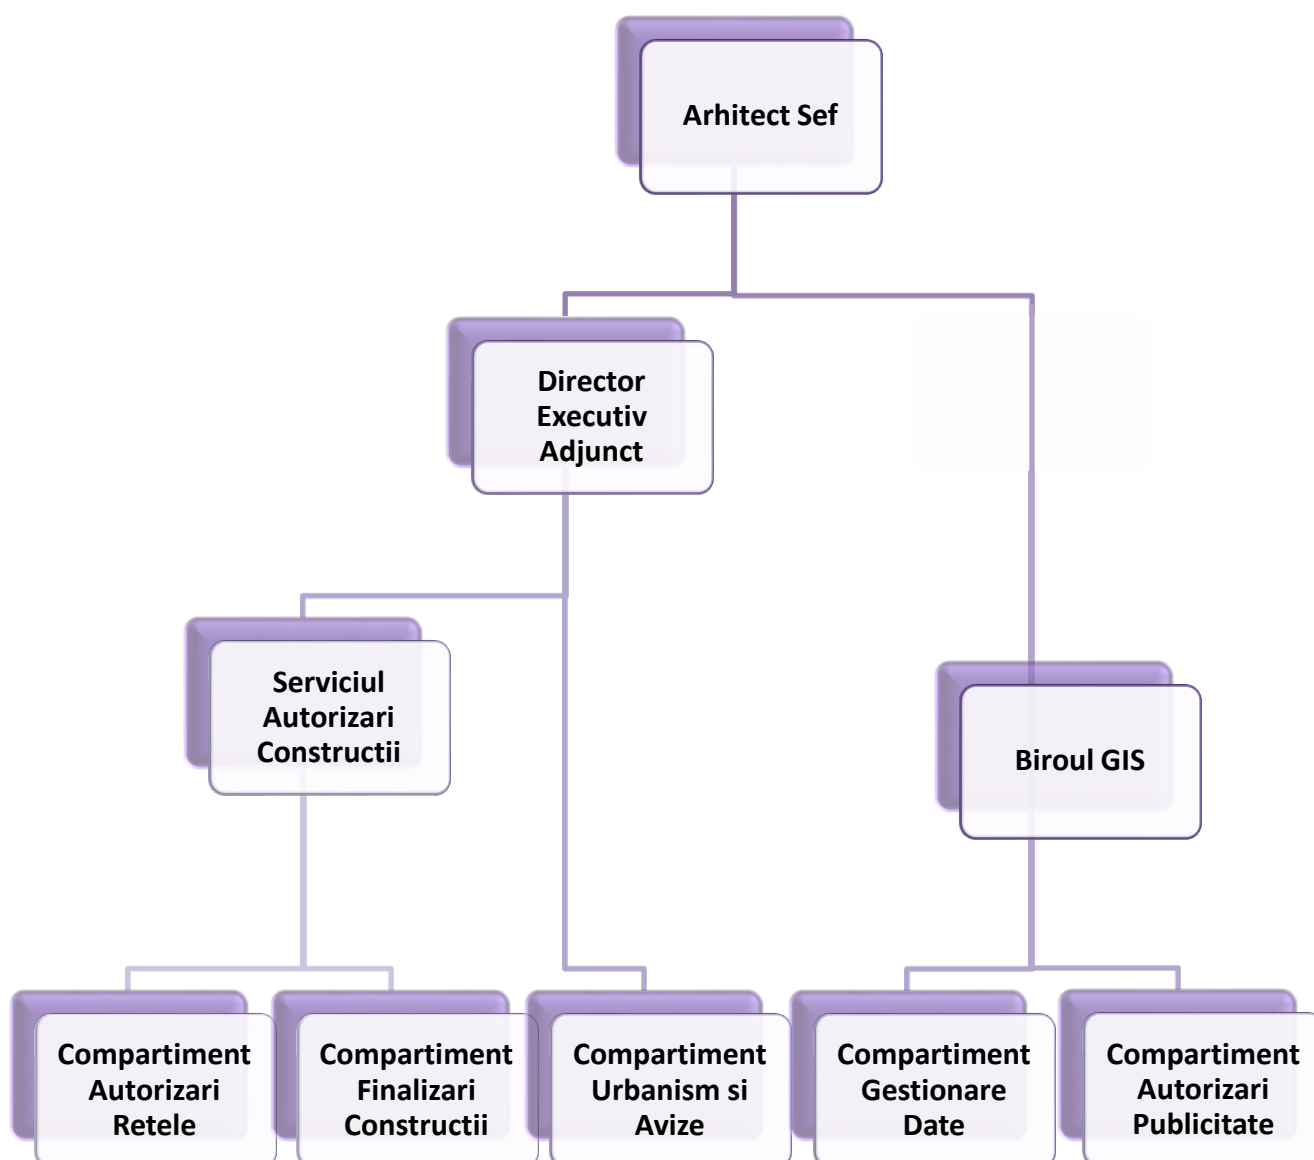 Arhitect Sef
Director
Executiv
Adjunct
Serviciul
Autorizari
Constructii
Biroul GIS
Compartiment
Autorizari
Retele
Compartiment
Finalizari
Constructii
Compartiment
Urbanism si
Avize
Compartiment
Gestionare
Date
Compartiment
Autorizari
Publicitate